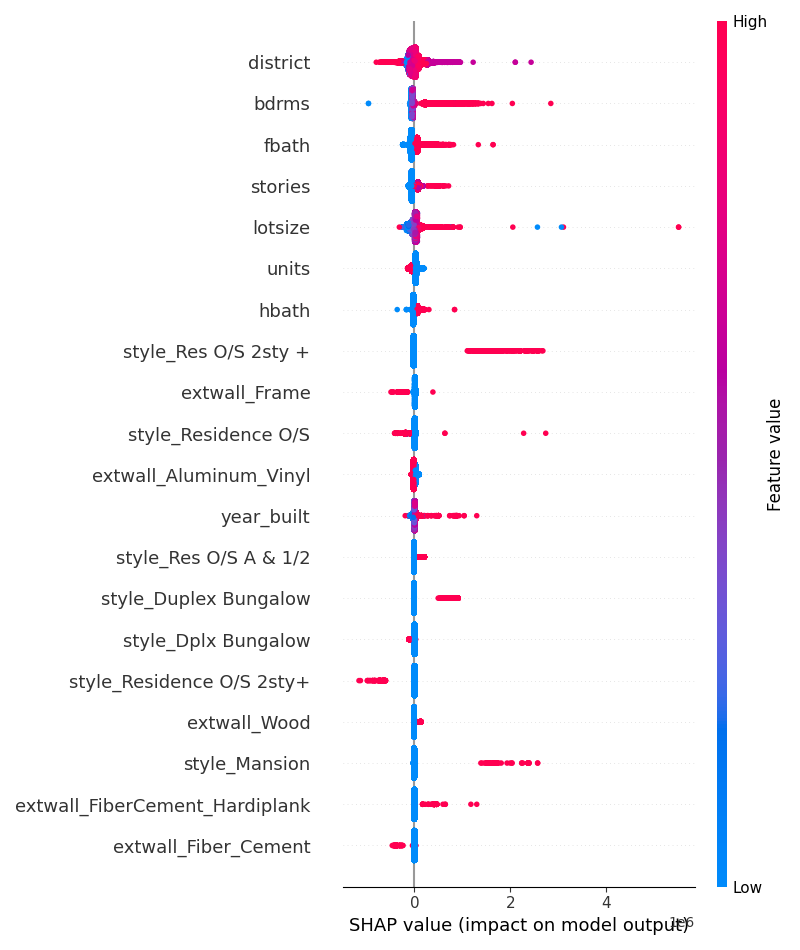 High
district
bdrms
fbath
stories
lotsize
units
hbath
style_Res O/S 2sty +
extwall_Frame
style_Residence O/S
extwall_Aluminum_Vinyl
year_built
style_Res O/S A & 1/2
style_Duplex Bungalow
style_Dplx Bungalow
style_Residence O/S 2sty+
extwall_Wood
style_Mansion
extwall_FiberCement_Hardiplank
extwall_Fiber_Cement
Feature value
Low
0 2 4
1e6
SHAP value (impact on model output)